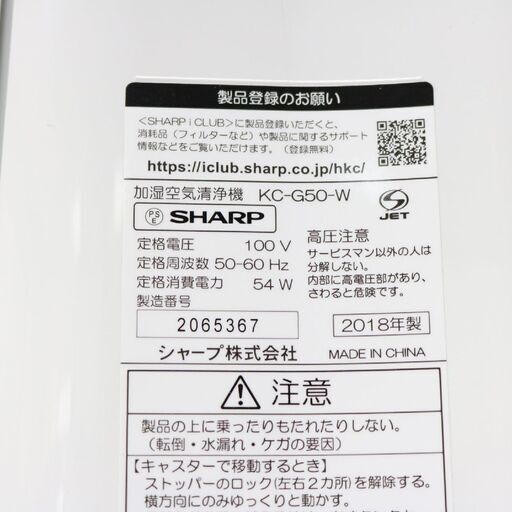 製品登録のお願い
＜SHARP i CLUB＞に製品登録いただくと、
消耗品（フィルターなど）や製品に関するサポート
情報などをご覧いただけます。（登録無料）
https://iclub.sharp.co.jp/hkc/
加湿空気清浄機 KC-G50-W
PS
E
SHARP
JET
定格電圧 100 V
定格周波数 50-60 Hz
定格消費電力 54 W
製造番号
2065367
高圧注意
サービスマン以外の人は
分解しない。
内部に高電圧部があり、
さわると危険です。
2018年製
シャープ株式会社
MADE IN CHINA
注意
製品の上に乗ったりもたれたりしない。
（転倒・水漏れ・ケガの要因）
【キャスターで移動するとき】
ストッパーのロック(左右2カ所)を解除する。
横方向にのみゆっくりと動かす。